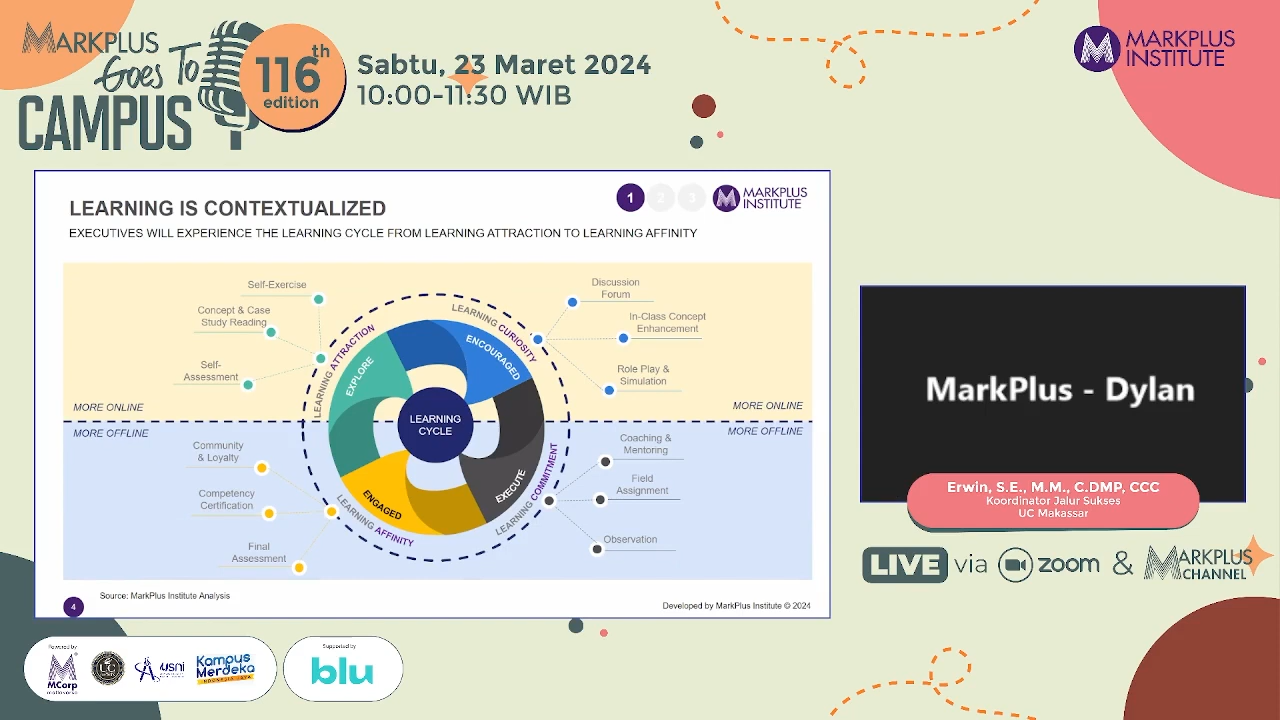 MARKPLUS
Goes To
CAMPUS
116th
edition
Sabtu, 23 Maret 2024
10:00-11:30 WIB
MARKPLUS
INSTITUTE
LEARNING IS CONTEXTUALIZED
EXECUTIVES WILL EXPERIENCE THE LEARNING CYCLE FROM LEARNING ATTRACTION TO LEARNING AFFINITY
1
2
3
MARKPLUS
INSTITUTE
Self-Exercise
Concept & Case
Study Reading
Self-
Assessment
MORE ONLINE
MORE OFFLINE
Community
& Loyalty
Competency
Certification
Final
Assessment
LEARNING ATTRACTION
EXPLORE
LEARNING CURIOSITY
ENCOURAGED
LEARNING
CYCLE
EXECUTE
LEARNING COMMITMENT
ENGAGED
LEARNING AFFINITY
Discussion
Forum
In-Class Concept
Enhancement
Role Play &
Simulation
MORE ONLINE
MORE OFFLINE
Coaching &
Mentoring
Field
Assignment
Observation
4
Source: MarkPlus Institute Analysis
Developed by MarkPlus Institute © 2024
MarkPlus - Dylan
Erwin, S.E., M.M., C.DMP, CCC
Koordinator Jalur Sukses
UC Makassar
LIVE via zoom & MARKPLUS
CHANNEL
Powered by
MCorp
USNI
Kampus
Merdeka
INDONESIA JAYA
Supported by
blu